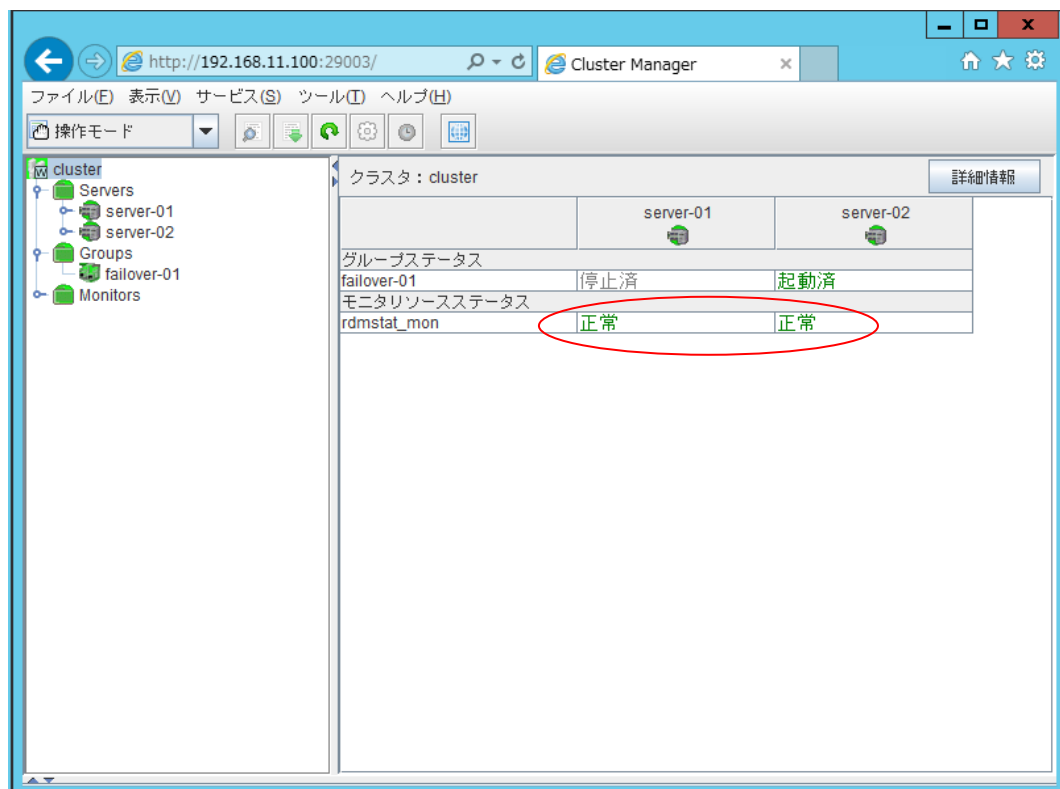 http://192.168.11.100:29003/
Cluster Manager
ファイル(F) 表示(V) サービス(S) ツール(T) ヘルプ(H)
操作モード
cluster
Servers
server-01
server-02
Groups
failover-01
Monitors
クラスタ：cluster
詳細情報
server-01 server-02
グループステータス
failover-01 停止済 起動済
モニタリソースステータス
rdmstat_mon 正常 正常